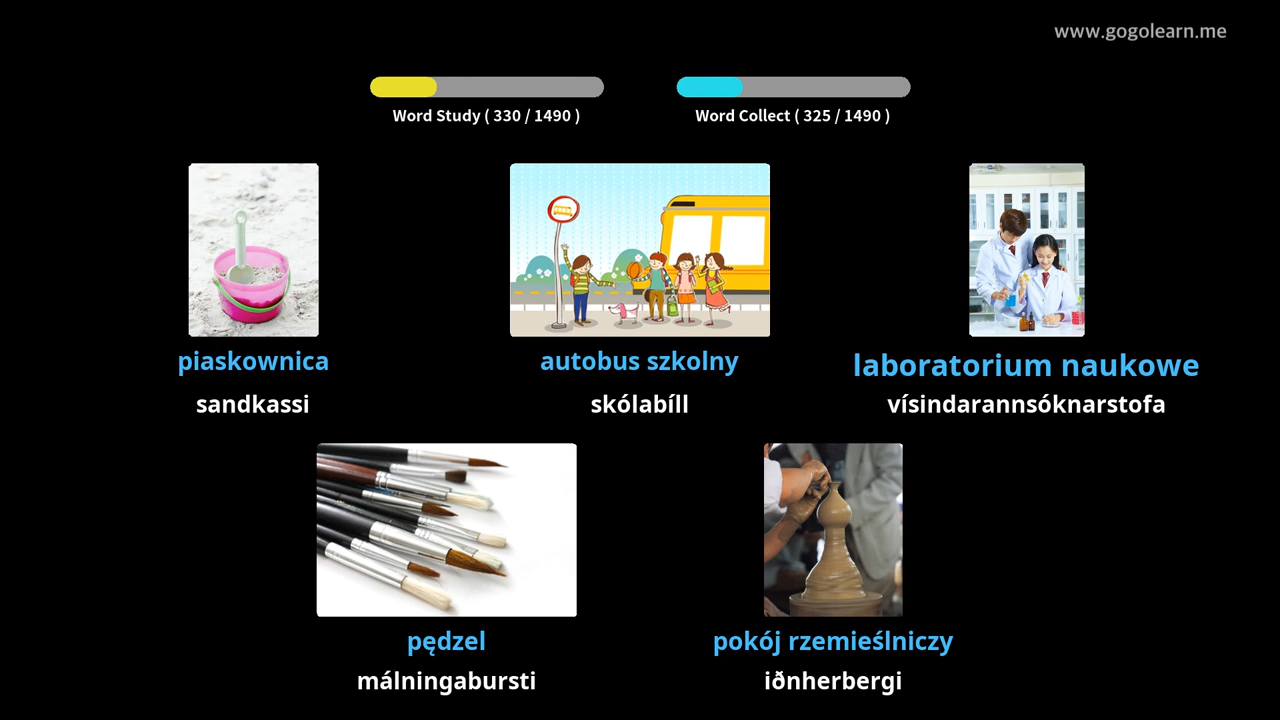 www.gogolearn.me
Word Study ( 330 / 1490 )
Word Collect ( 325 / 1490 )
piaskownica
sandkassi
autobus szkolny
skólabíll
laboratorium naukowe
vísindarannsóknarstofa
pędzel
málningabursti
pokój rzemieślniczy
iðnherbergi